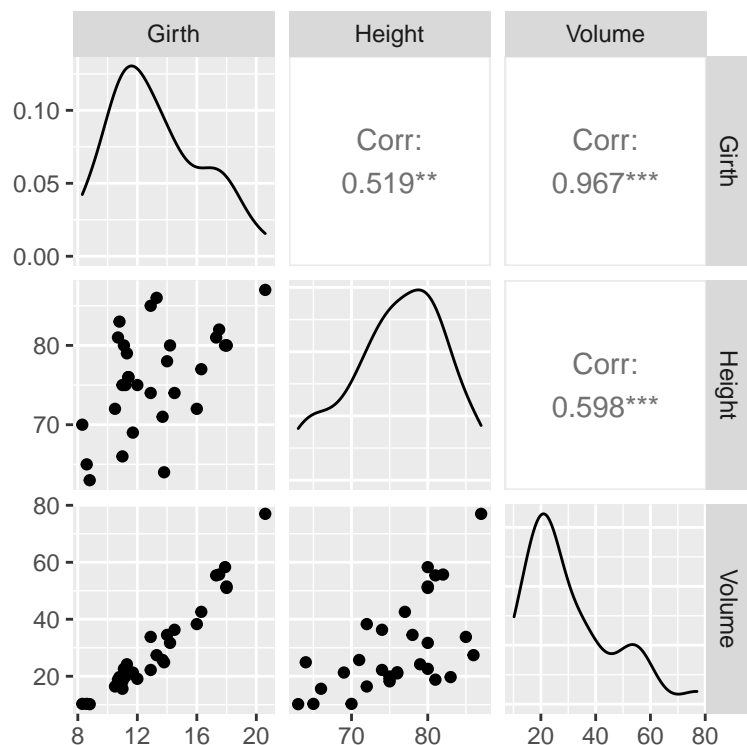 Girth Height Volume
0.10
0.05
0.00
Corr:
0.519**
Corr:
0.967***
Girth
80
70
Corr:
0.598***
Height
80
60
40
20
Volume
8 12 16 20
70 80
20 40 60 80